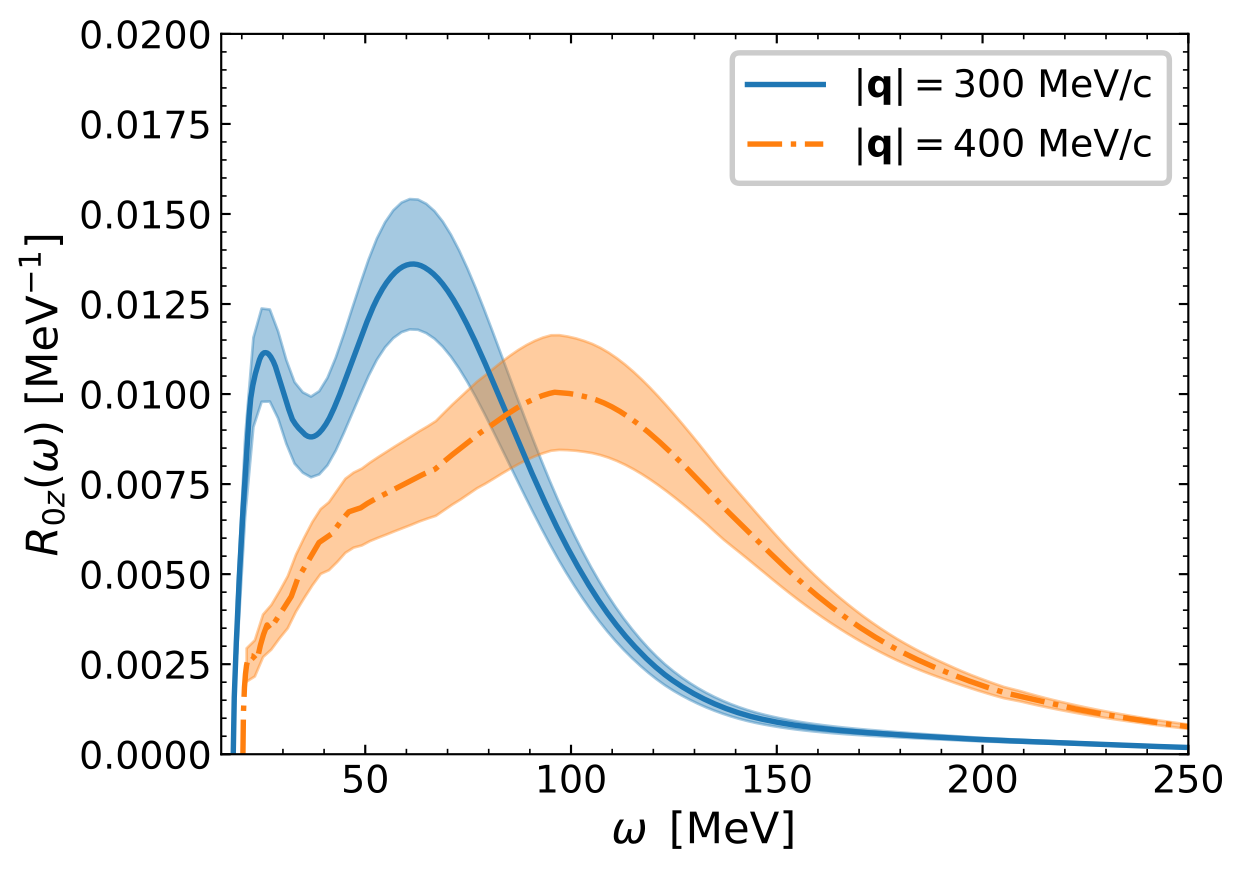 0.0200
0.0175
0.0150
0.0125
0.0100
0.0075
0.0050
0.0025
0.0000
R₀z(ω) [MeV⁻¹]
|q| = 300 MeV/c
|q| = 400 MeV/c
50 100 150 200 250
ω [MeV]